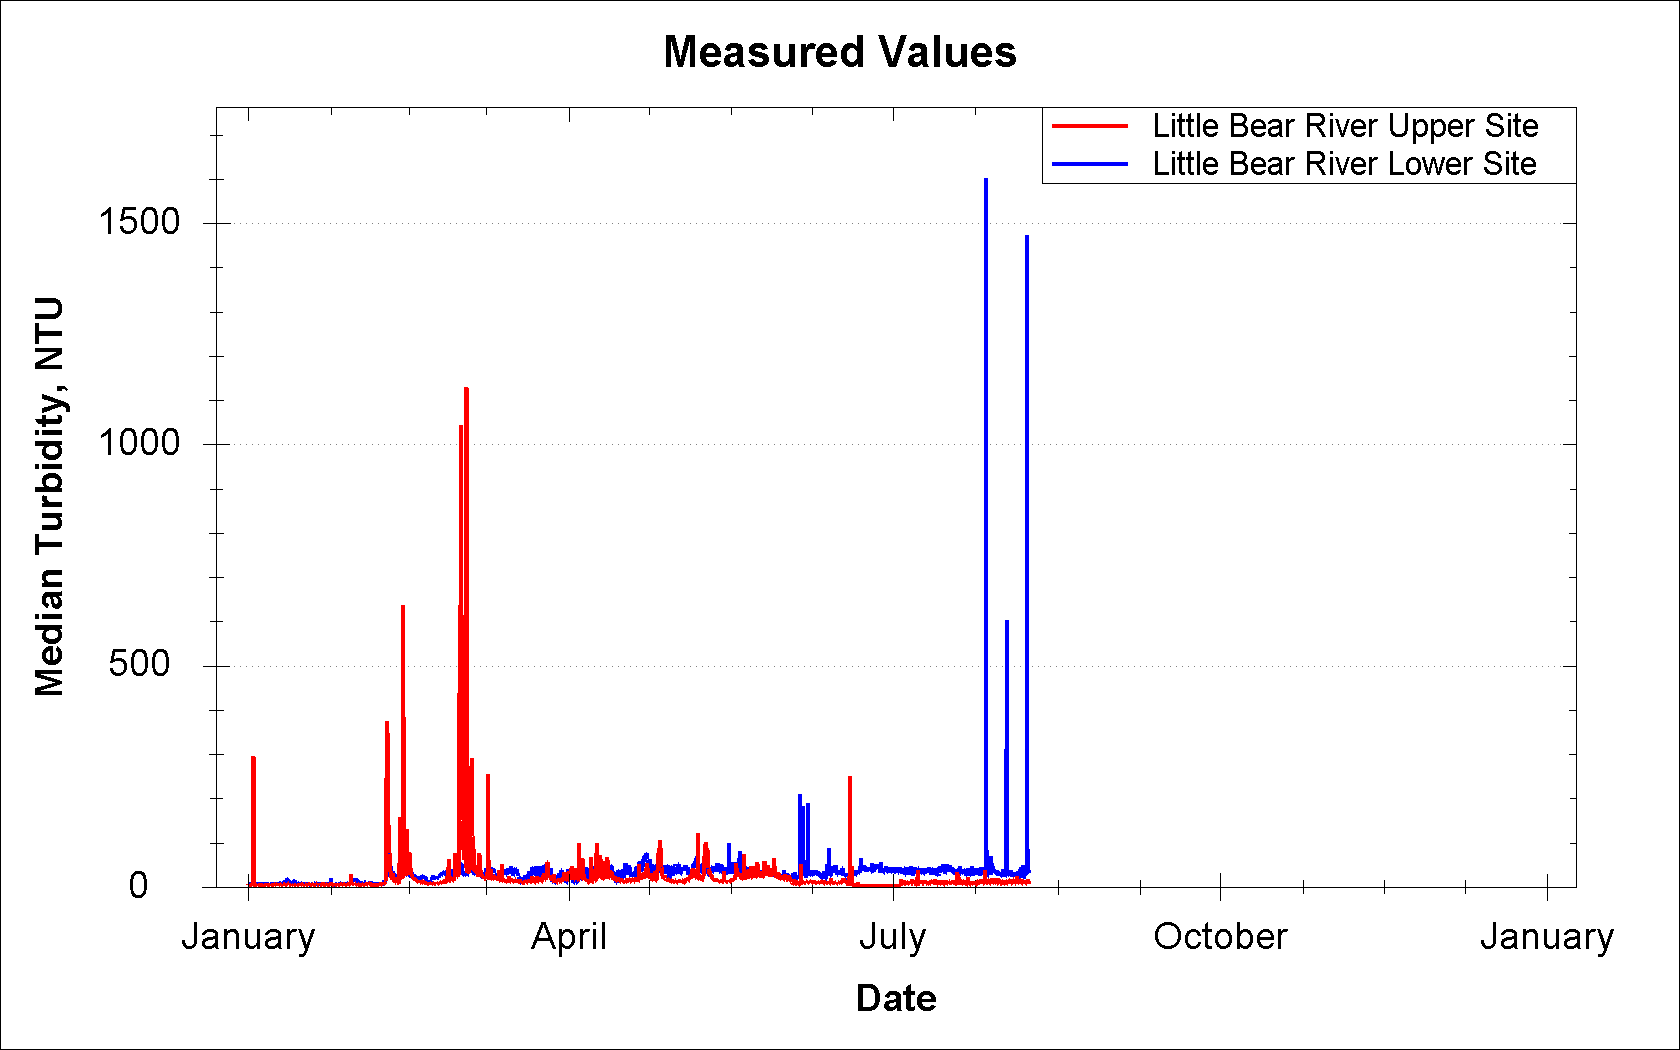 Measured Values
Little Bear River Upper Site
Little Bear River Lower Site
Median Turbidity, NTU
1500
1000
500
0
January April July October January
Date